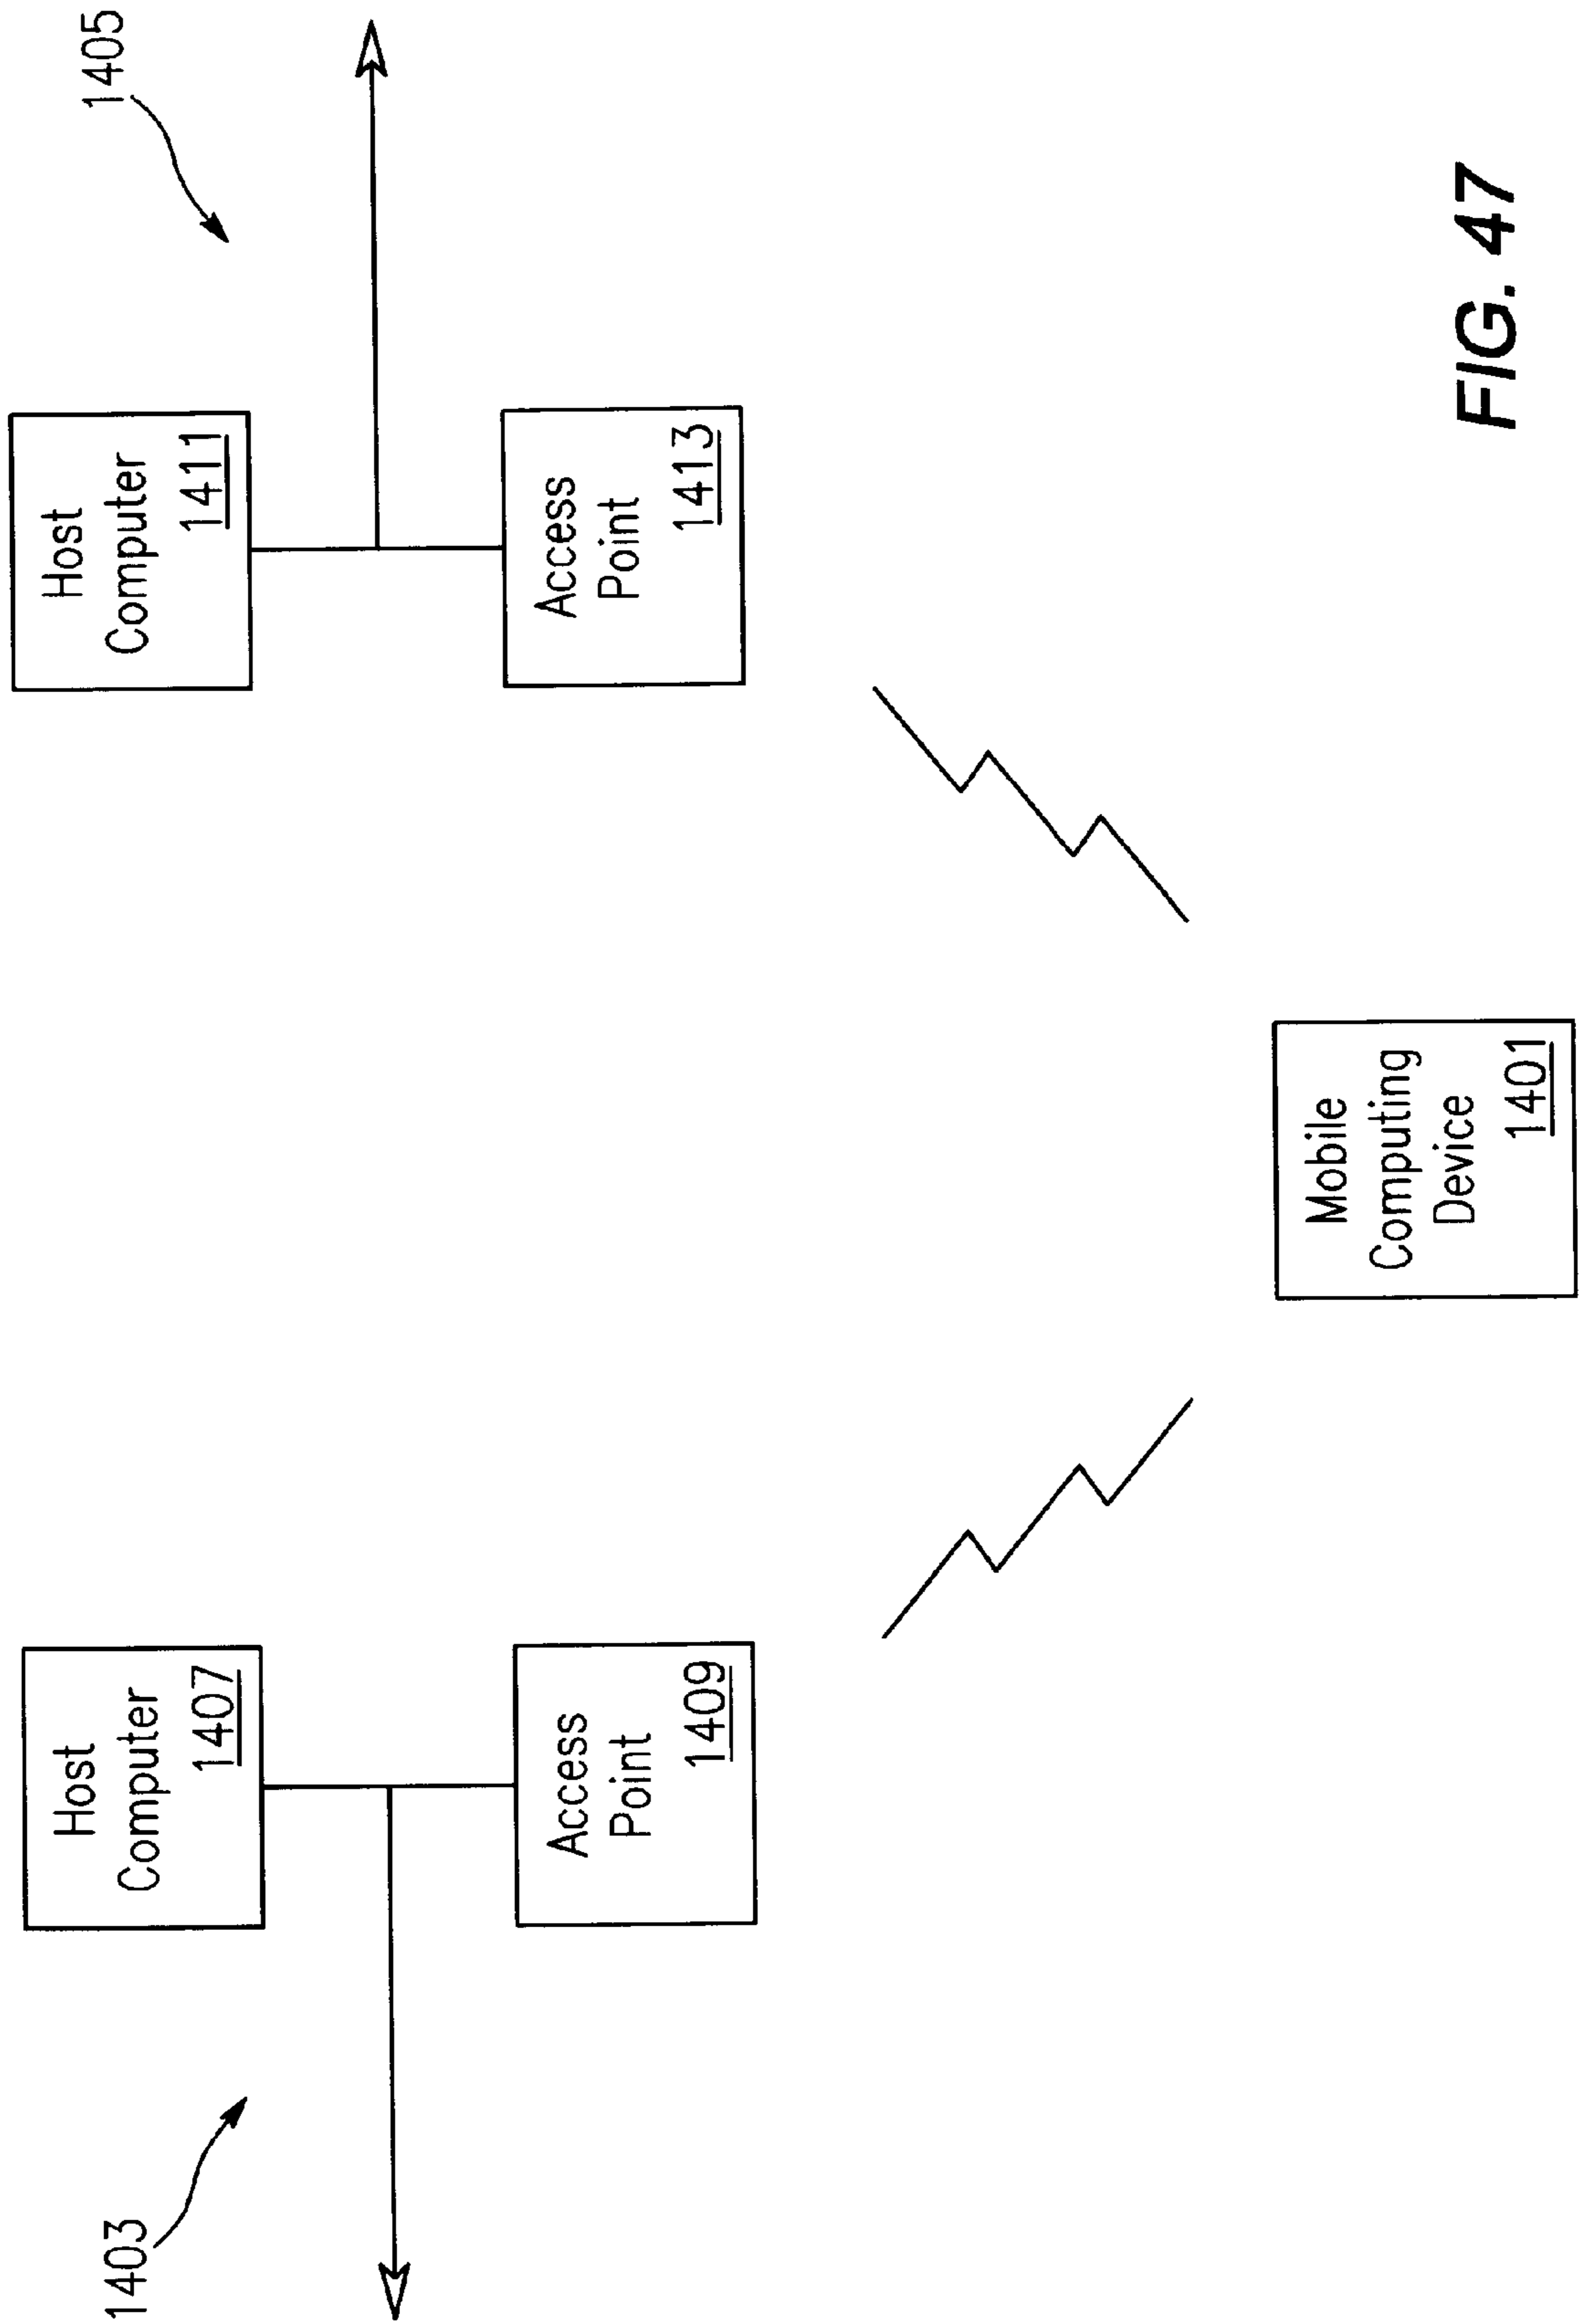 1403
Host
Computer
1407
Access
Point
1409
1405
Host
Computer
1411
Access
Point
1413
Mobile
Computing
Device
1401
FIG. 47